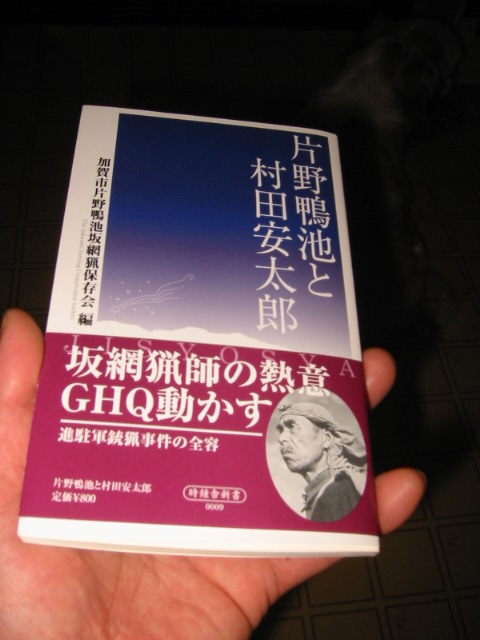 片野鴨池と
村田安太郎
加賀市片野鴨池坂網猟保存会 編
JISYOSYA
坂網猟師の熱意
GHQ動かす
進駐軍銃猟事件の全容
片野鴨池と村田安太郎
定価¥800
時鐘舎新書
0009